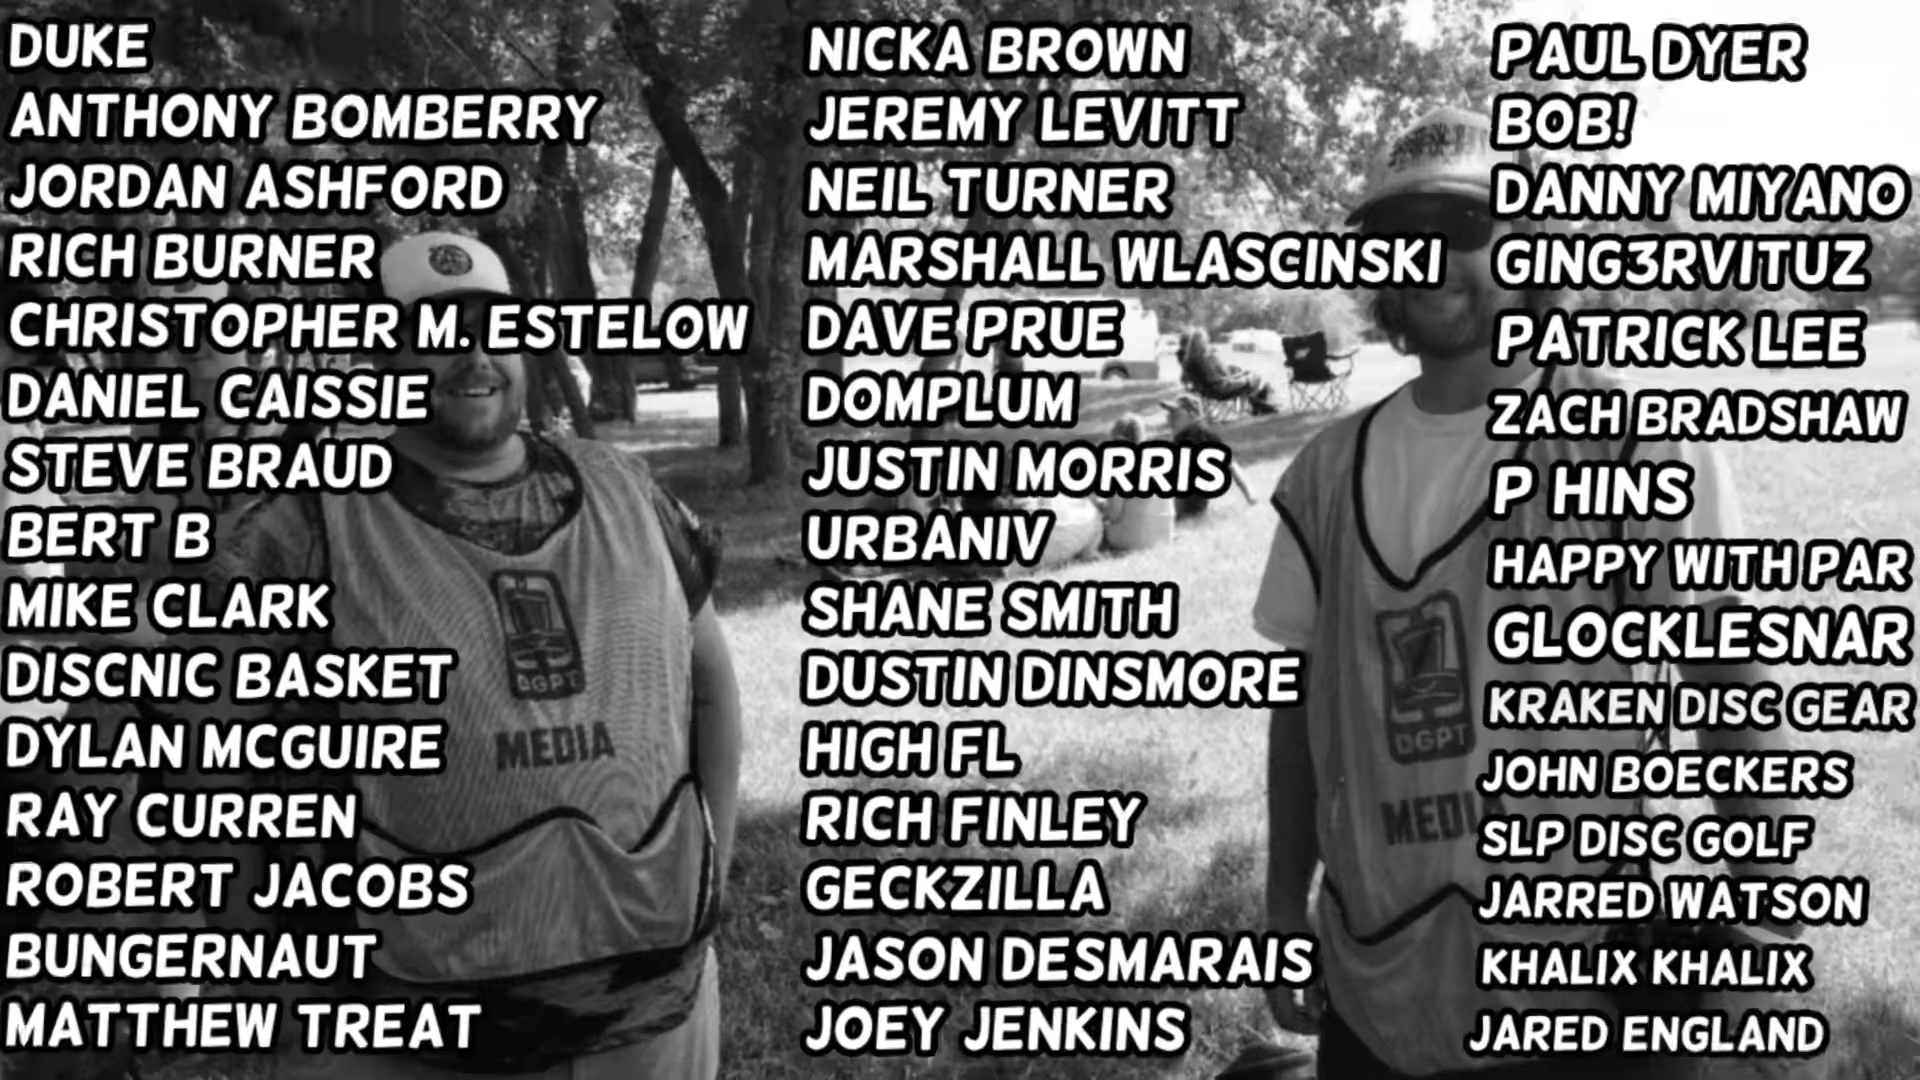 DUKE
ANTHONY BOMBERRY
JORDAN ASHFORD
RICH BURNER
CHRISTOPHER M. ESTELOW
DANIEL CAISSIE
STEVE BRAUD
BERT B
MIKE CLARK
DISCNIC BASKET
DYLAN MCGUIRE
RAY CURREN
ROBERT JACOBS
BUNGERNAUT
MATTHEW TREAT
NICKA BROWN
JEREMY LEVITT
NEIL TURNER
MARSHALL WLASCINSKI
DAVE PRUE
DOMPLUM
JUSTIN MORRIS
URBANIV
SHANE SMITH
DUSTIN DINSMORE
HIGH FL
RICH FINLEY
GECKZILLA
JASON DESMARAIS
JOEY JENKINS
PAUL DYER
BOB!
DANNY MIYANO
GING3RVITUZ
PATRICK LEE
ZACH BRADSHAW
P HINS
HAPPY WITH PAR
GLOCKLESNAR
KRAKEN DISC GEAR
JOHN BOECKERS
SLP DISC GOLF
JARRED WATSON
KHALIX KHALIX
JARED ENGLAND
DGPT
MEDIA
DGPT
MEDIA